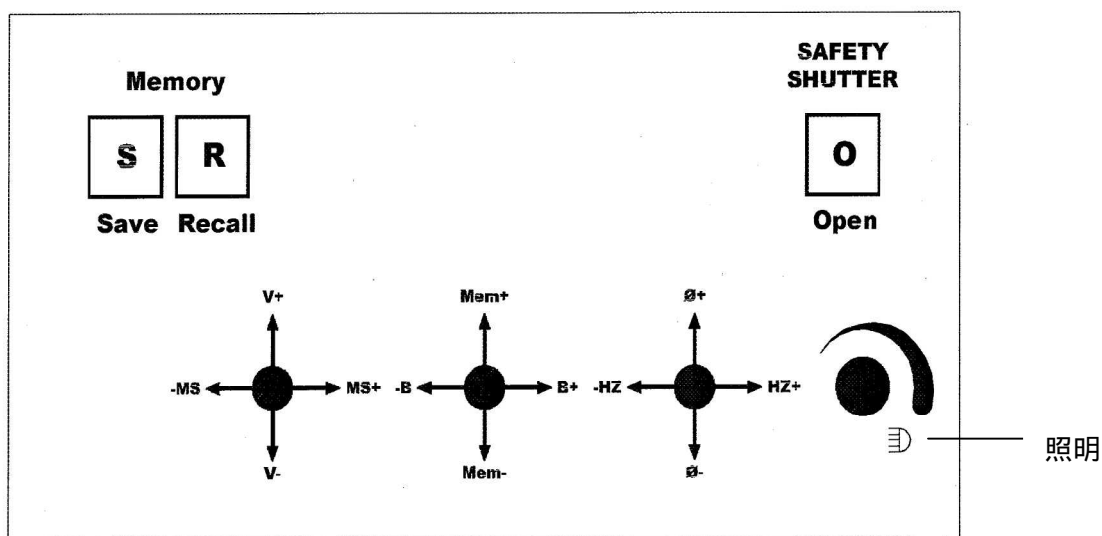 Memory
S
R
Save
Recall
SAFETY
SHUTTER
O
Open
V+
-MS
MS+
V-
Mem+
-B
B+
Mem-
Ø+
-HZ
HZ+
Ø-
照明